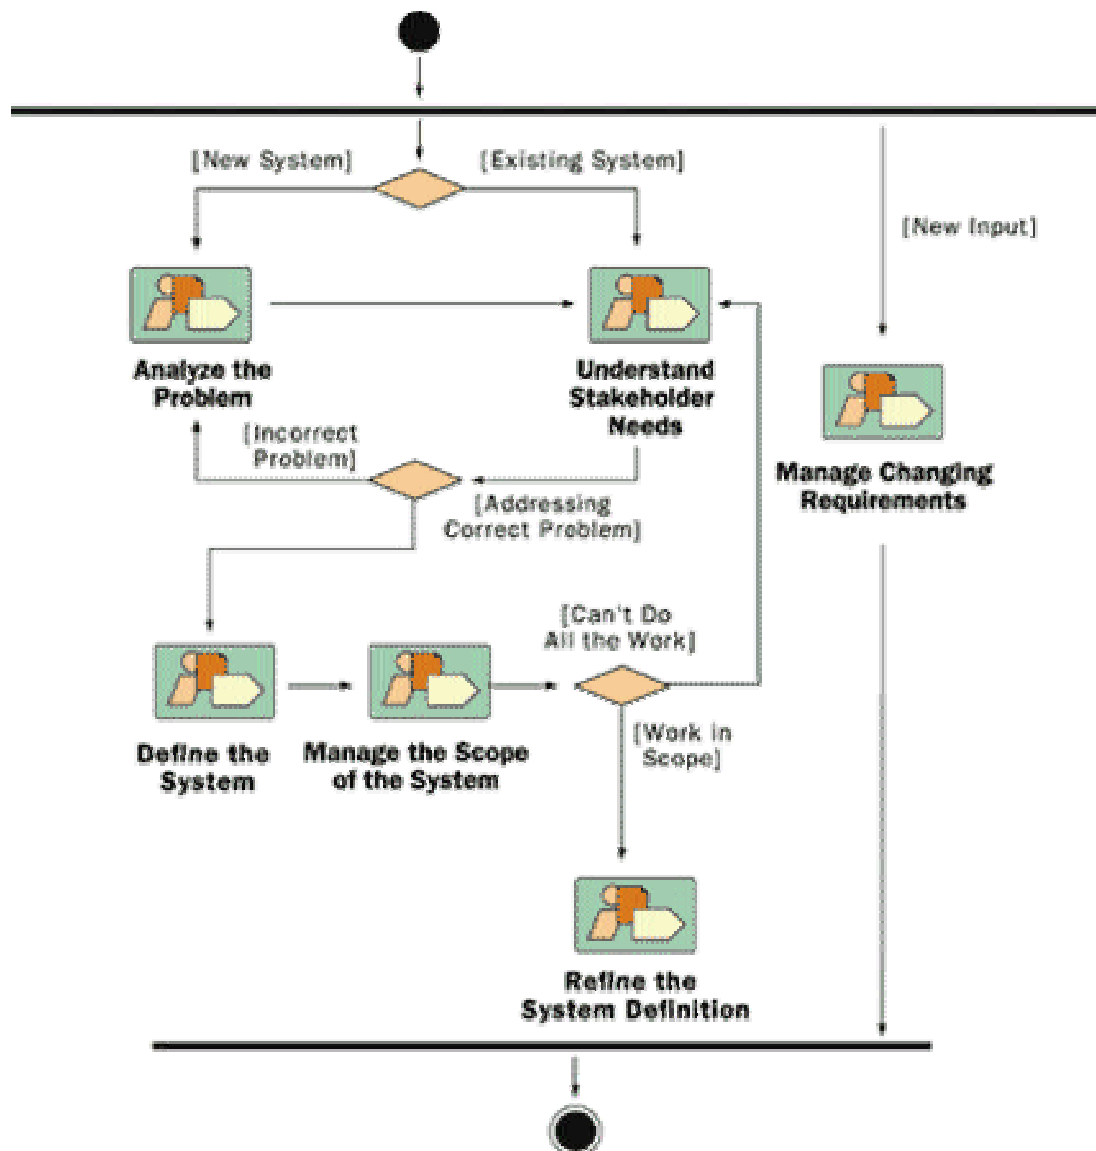 [New System]
[Existing System]
[New Input]
Analyze the
Problem
Understand
Stakeholder
Needs
Manage Changing
Requirements
[Incorrect
Problem]
[Addressing
Correct Problem]
[Can't Do
All the Work]
Define the
System
Manage the Scope
of the System
[Work in
Scope]
Refine the
System Definition